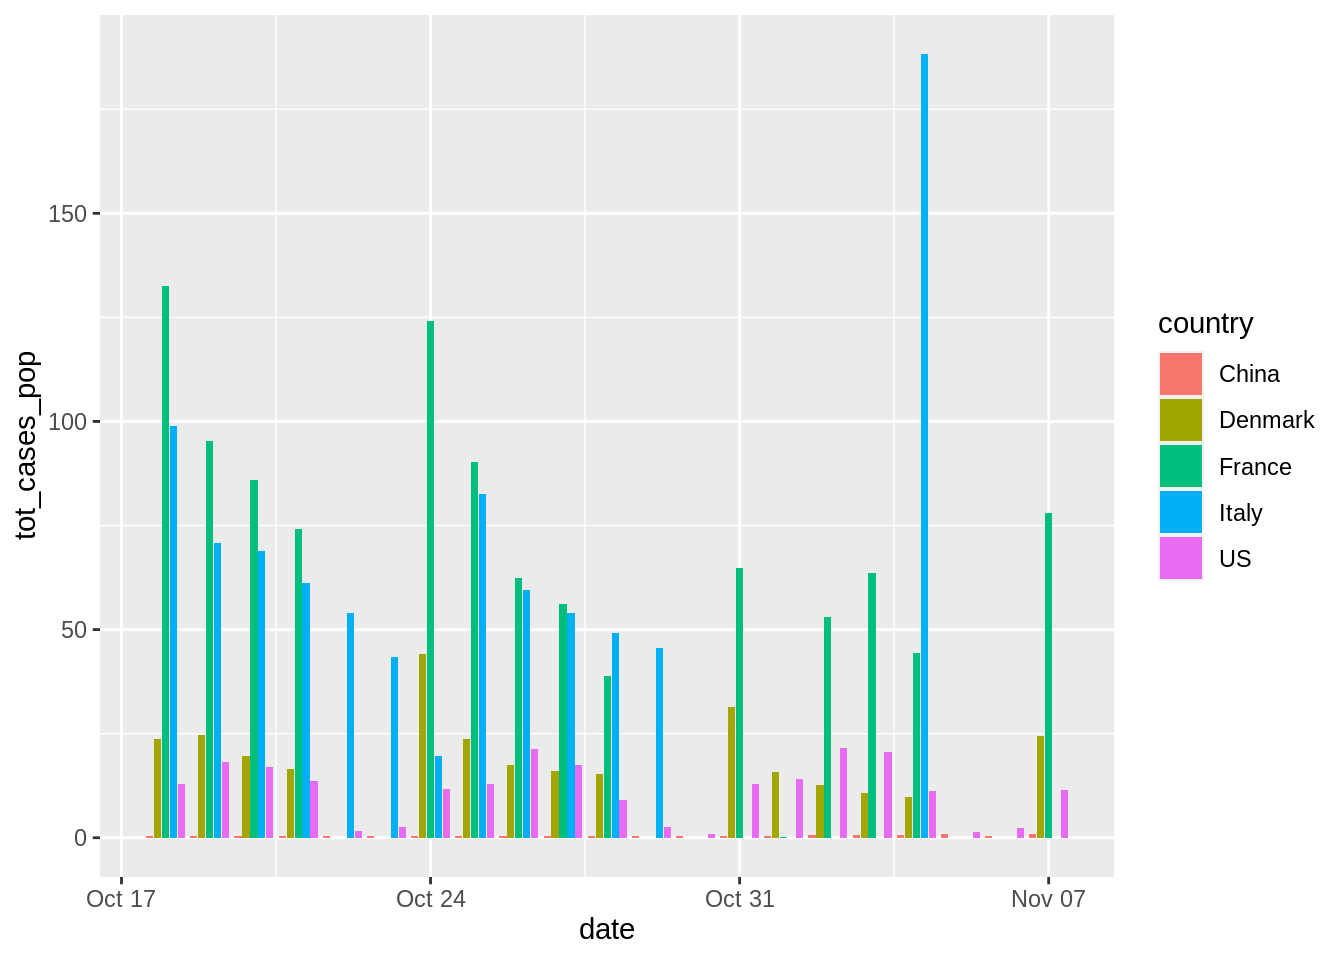 tot_cases_pop
150
100
50
0
Oct 17
Oct 24
Oct 31
Nov 07
date
country
China
Denmark
France
Italy
US